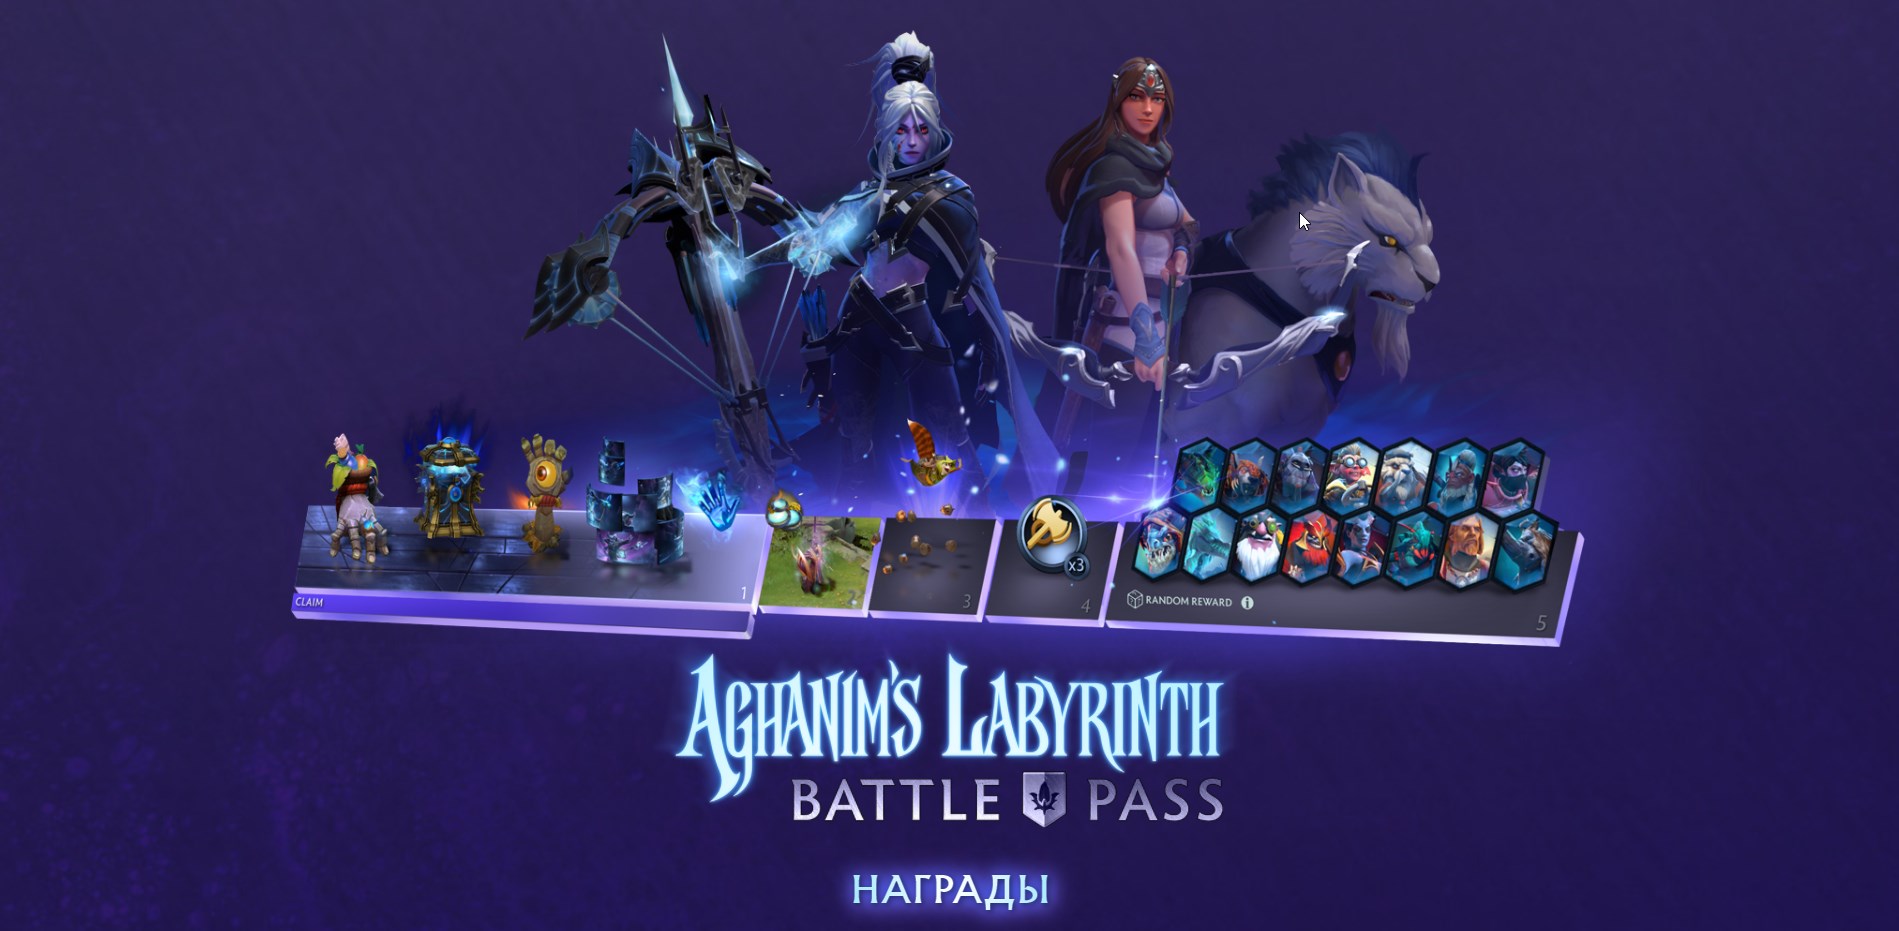 x3
1
2
3
4
CLAIM
RANDOM REWARD i
5
AGHANIM'S LABYRINTH
BATTLE PASS
НАГРАДЫ